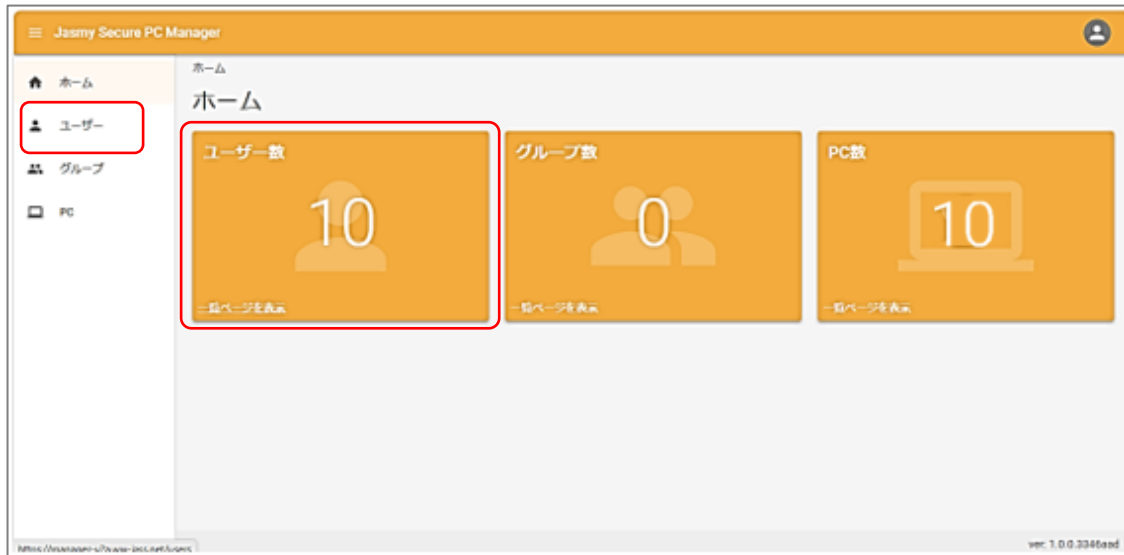 Jasmy Secure PC Manager
ホーム
ユーザー
グループ
PC
ホーム
ホーム
ユーザー数
10
一覧ページを表示
グループ数
0
一覧ページを表示
PC数
10
一覧ページを表示
ver. 1.0.0.3346aad